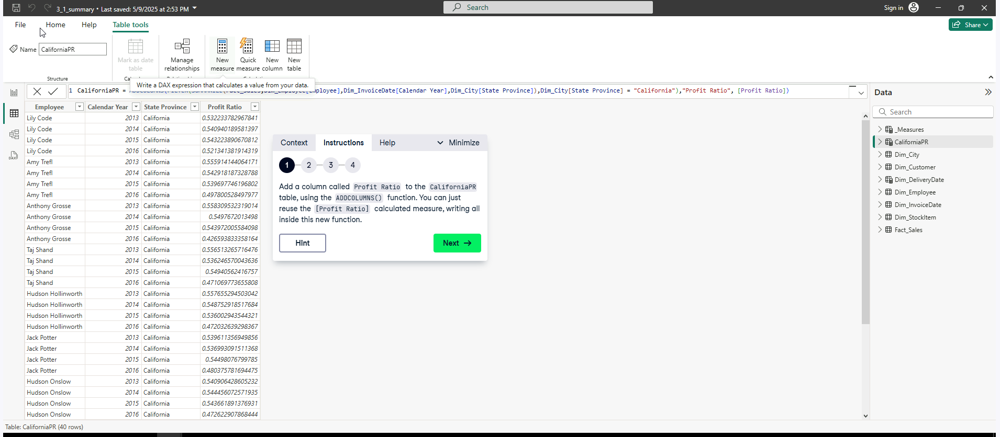 3_1_summary • Last saved: 5/9/2025 at 2:53 PM
Search
Sign in
File
Home
Help
Table tools
Share
Name
CaliforniaPR
Mark as date
table
Manage
relationships
New
measure
Quick
measure
New
column
New
table
Structure
Write a DAX expression that calculates a value from your data.
1 CaliforniaPR = ADDCOLUMNS(FILTER(SUMMARIZE(Fact_Sales,Dim_Employee[Employee],Dim_InvoiceDate[Calendar Year],Dim_City[State Province]),Dim_City[State Province] = "California"),"Profit Ratio", [Profit Ratio])
Employee Calendar Year State Province Profit Ratio
Lily Code 2013 California 0.532233782967841
Lily Code 2014 California 0.540940189581397
Lily Code 2015 California 0.543223890670812
Lily Code 2016 California 0.521341381914319
Amy Trefl 2013 California 0.555914144064171
Amy Trefl 2014 California 0.542918187328788
Amy Trefl 2015 California 0.539697746196802
Amy Trefl 2016 California 0.497800528497977
Anthony Grosse 2013 California 0.558309532319014
Anthony Grosse 2014 California 0.5497672013498
Anthony Grosse 2015 California 0.543972005584098
Anthony Grosse 2016 California 0.426593833358164
Taj Shand 2013 California 0.556513265716476
Taj Shand 2014 California 0.536246570043636
Taj Shand 2015 California 0.54940562416757
Taj Shand 2016 California 0.471069773655808
Hudson Hollinworth 2013 California 0.557655294503042
Hudson Hollinworth 2014 California 0.548752918517684
Hudson Hollinworth 2015 California 0.536002943544321
Hudson Hollinworth 2016 California 0.472032639298367
Jack Potter 2013 California 0.539611356949856
Jack Potter 2014 California 0.536993091511368
Jack Potter 2015 California 0.54498076799785
Jack Potter 2016 California 0.480375781694475
Hudson Onslow 2013 California 0.540906428605232
Hudson Onslow 2014 California 0.544456072571935
Hudson Onslow 2015 California 0.543661891376931
Hudson Onslow 2016 California 0.472622907868444
Context
Instructions
Help
Minimize
1 2 3 4
Add a column called Profit Ratio to the CaliforniaPR
table, using the ADDCOLUMNS() function. You can just
reuse the [Profit Ratio] calculated measure, writing all
inside this new function.
Hint
Next
Data
Search
_Measures
CaliforniaPR
Dim_City
Dim_Customer
Dim_DeliveryDate
Dim_Employee
Dim_InvoiceDate
Dim_StockItem
Fact_Sales
DAX
Table: CaliforniaPR (40 rows)